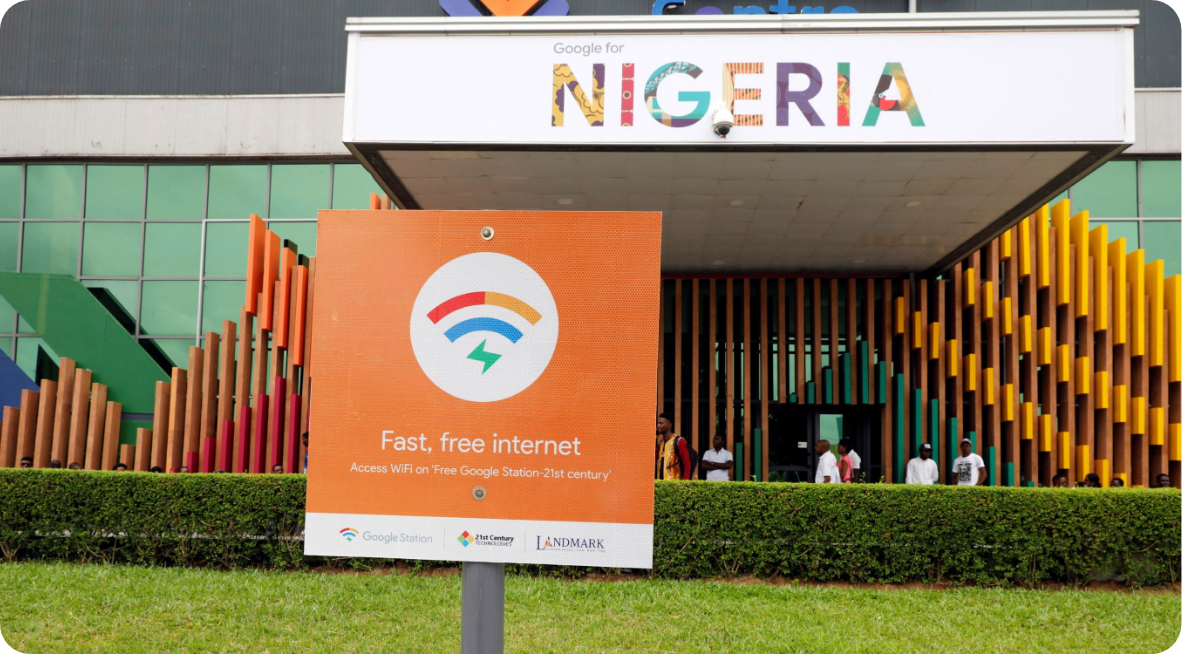 Centre
Google for
NIGERIA
Fast, free internet
Access WiFi on 'Free Google Station-21st century'
Google Station
21st Century
TECHNOLOGIES
LANDMARK